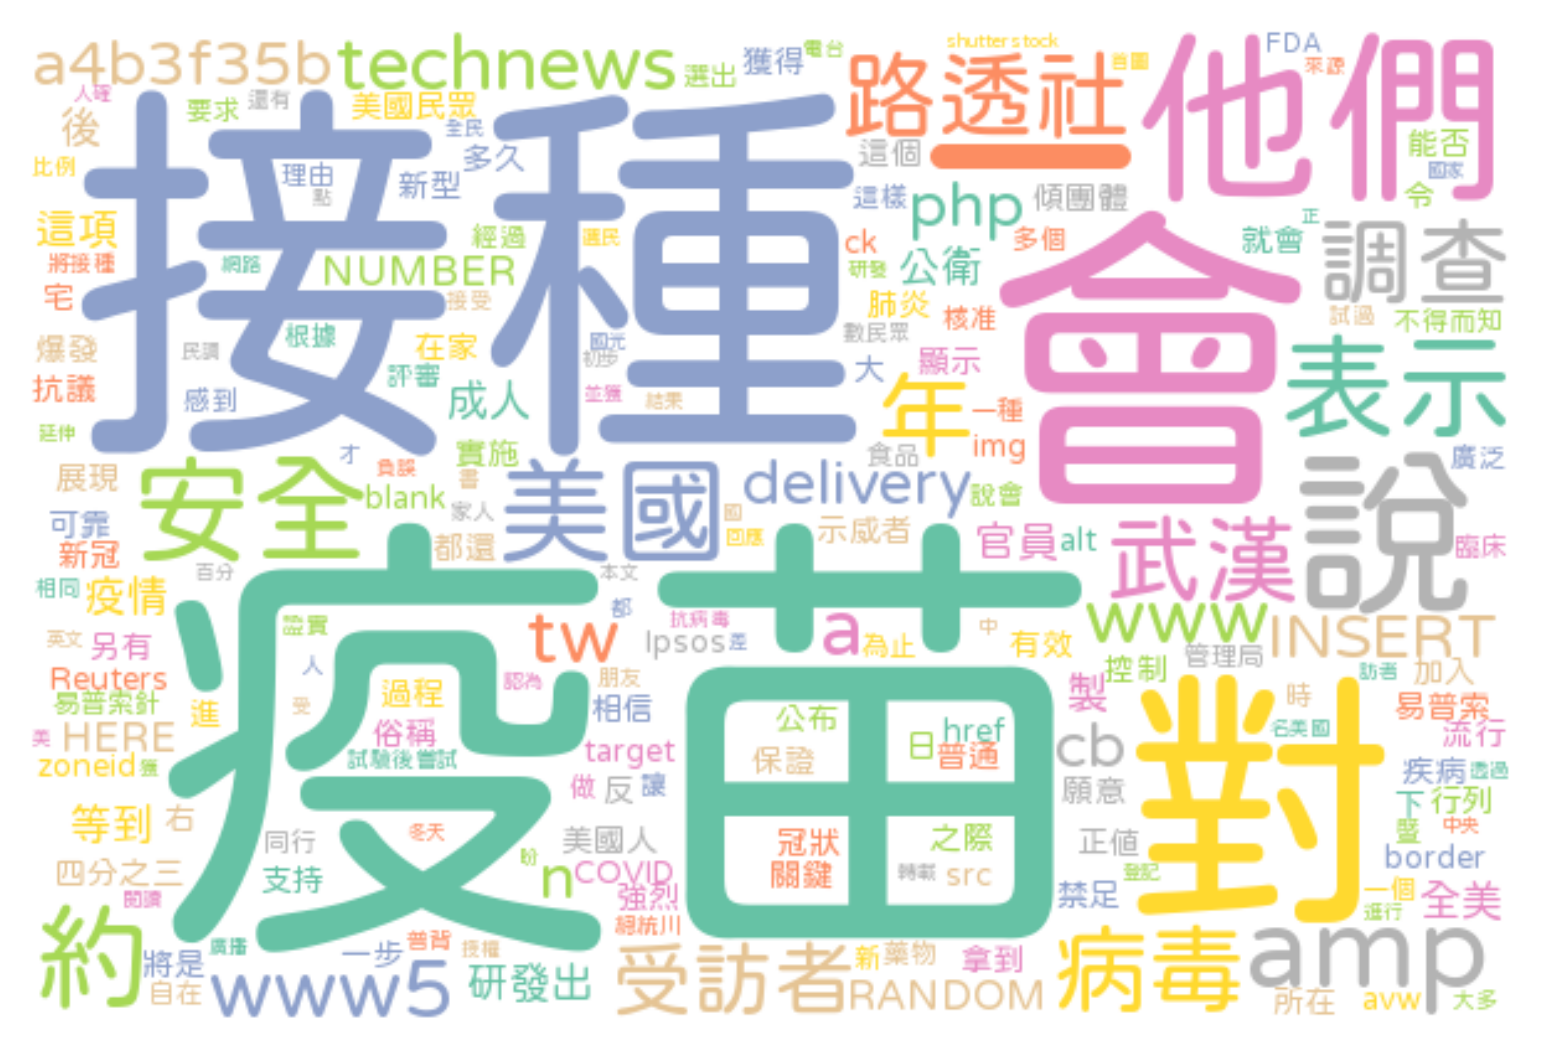 a4b3f35b technews 選出 獲得 電台 shutterstock 首圖 FDA 來源
人確 後 要求 還有 美國民眾 全民 多久 路透社 他們
比例 接種 理由 點 新型 這個 一 能否 國家 令
這項 將接種 經過 選民 網路 NUMBER 這樣 php 傾團體 正
宅 接受 ck 多個 研發 公衛 就會 調查
爆發 民調 根據 在家 國元 初步 肺炎 核准 數民眾 會 試過 不得而知
抗議 感到 評審 成人 並獲 結果 大 顯示 年 一種 表示
延伸 才 負誤 實施 食品 img 廣泛
展現 安全 blank 書 美國 delivery 說會 說
可靠 家人 國 回應 示威者 官員 alt 武漢 臨床
新冠 都還 百分 本文
相同 疫情 疫苗 都 抗病毒 www INSERT
英文 另有 證實 tw Ipsos 差 a 為止 中 有效 管理局
Reuters 人 過程 認為 朋友 控制 訪者 加入
易普索針 進 受 相信 製 時 易普索
美 HERE 俗稱 公布 href 日 普通 名美國 流行
zoneid 獲 試驗後嘗試 target 保證 cb 對 疾病 透過
做 反 讓 願意 下 行列
等到 右 冬天 同行 美國人 冠狀 之際 正值 暨 中央
四分之三 支持 盼 n COVID 關鍵 轉載 src 登記 border
閱讀 強烈 禁足 一個 進行 全美
約 廣播 普背 總統川
將是 一步 授權 受訪者 新 藥物 拿到 病毒 amp
自在 www5 研發出 RANDOM 所在 avw 大多